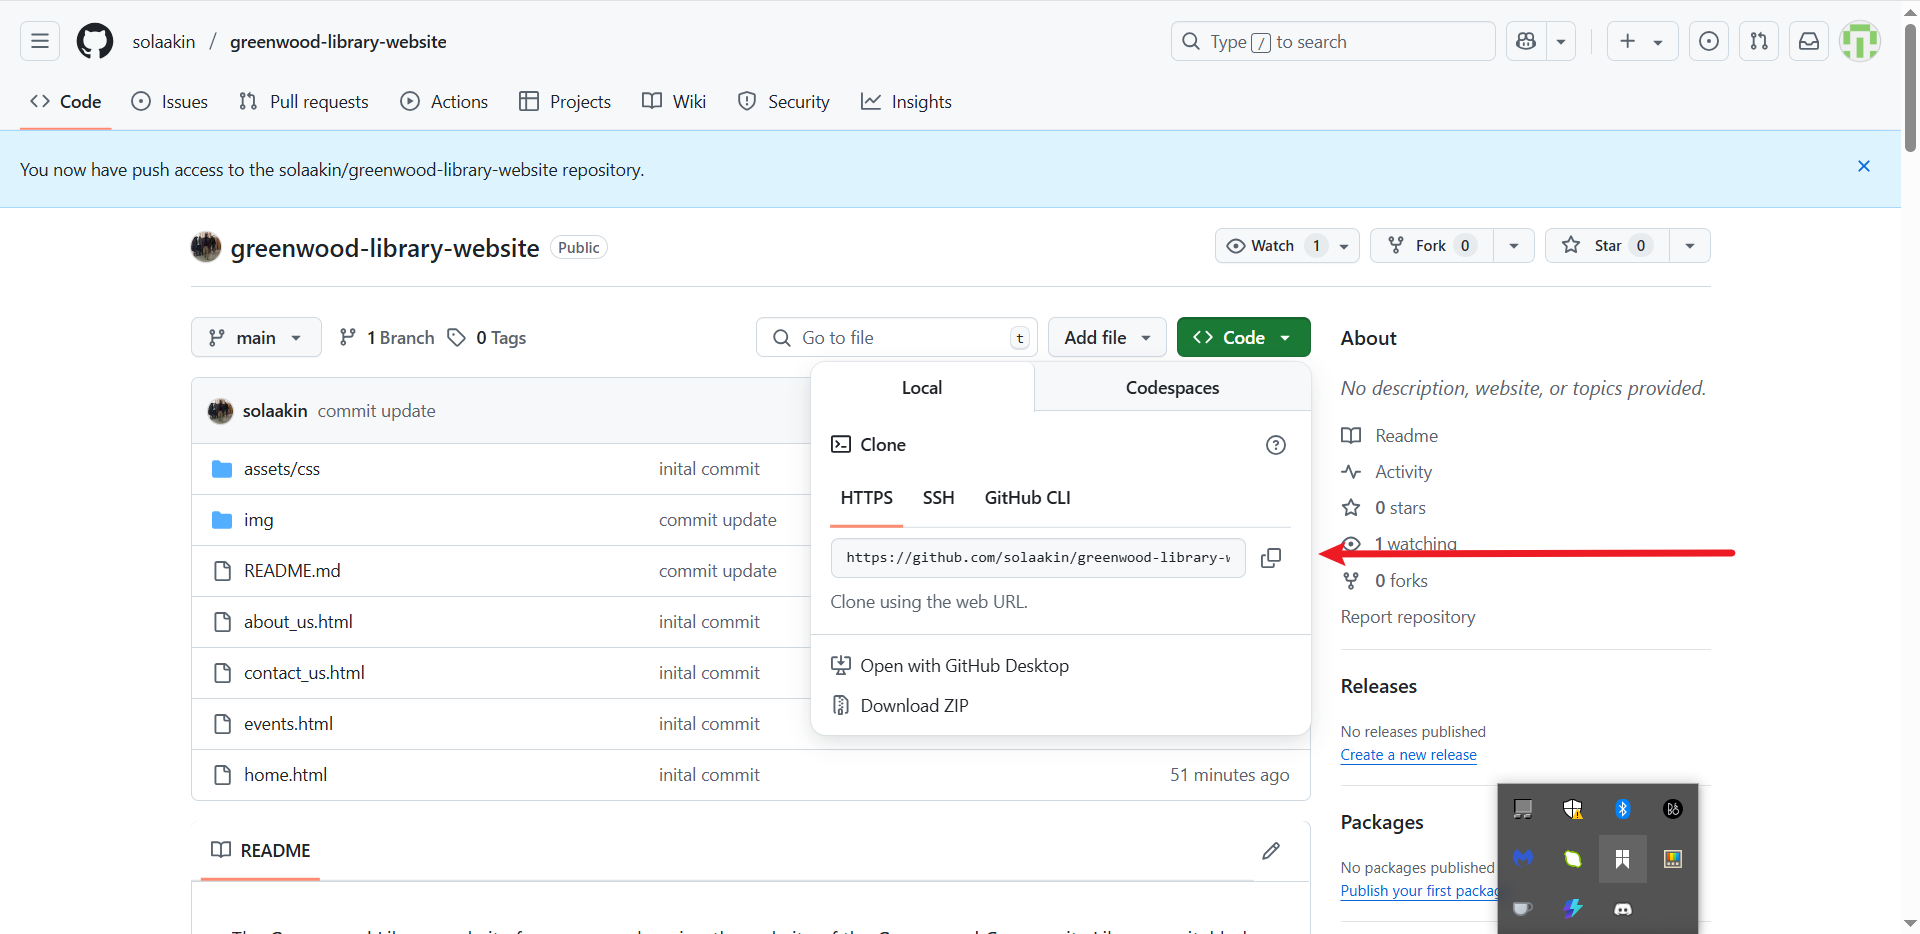 solaakin / greenwood-library-website
Type / to search
Code Issues Pull requests Actions Projects Wiki Security Insights
You now have push access to the solaakin/greenwood-library-website repository.
greenwood-library-website Public
Watch 1 Fork 0 Star 0
main 1 Branch 0 Tags
Go to file t Add file Code
Local Codespaces
Clone
HTTPS SSH GitHub CLI
https://github.com/solaakin/greenwood-library-w
Clone using the web URL.
Open with GitHub Desktop
Download ZIP
solaakin commit update
assets/css inital commit
img commit update
README.md commit update
about_us.html inital commit
contact_us.html inital commit
events.html inital commit
home.html inital commit 51 minutes ago
README
About
No description, website, or topics provided.
Readme
Activity
0 stars
1 watching
0 forks
Report repository
Releases
No releases published
Create a new release
Packages
No packages published
Publish your first